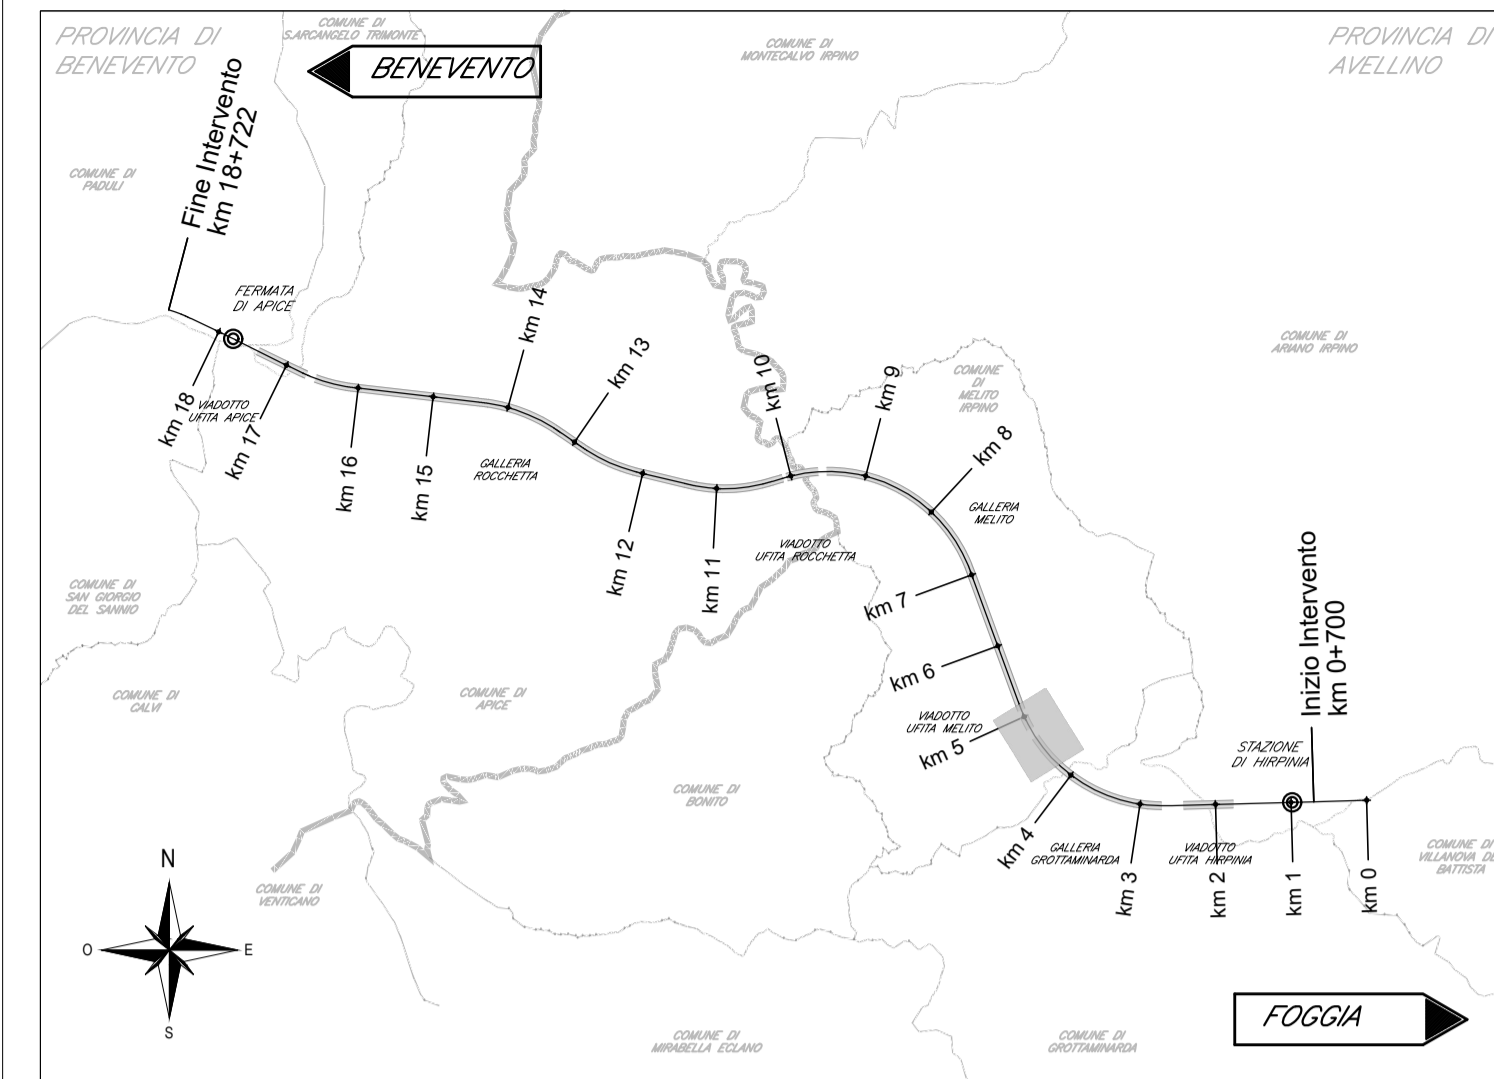 PROVINCIA DI
BENEVENTO
COMUNE DI
S.ARCANGELO TRIMONTE
BENEVENTO
COMUNE DI
MONTECALVO IRPINO
PROVINCIA DI
AVELLINO
Fine Intervento
km 18+722
COMUNE DI
PADULI
FERMATA
DI APICE
km 14
km 13
km 10
km 9
COMUNE DI
ARIANO IRPINO
COMUNE
DI
MELITO
IRPINO
km 18
VIADOTTO
UFITA APICE
km 17
km 16
km 15
GALLERIA
ROCCHETTA
km 8
GALLERIA
MELITO
km 12
km 11
VIADOTTO
UFITA ROCCHETTA
km 7
Inizio Intervento
km 0+700
COMUNE DI
SAN GIORGIO
DEL SANNIO
COMUNE DI
CALVI
COMUNE DI
APICE
km 6
VIADOTTO
UFITA MELITO
km 5
STAZIONE
DI HIRPINIA
COMUNE DI
BONITO
km 4
GALLERIA
GROTTAMINARDA
km 3
VIADOTTO
UFITA HIRPINIA
km 2
km 1
km 0
COMUNE DI
VILLANOVA DE
BATTISTA
COMUNE DI
VENTICANO
N
O
E
S
FOGGIA
COMUNE DI
MIRABELLA ECLANO
COMUNE DI
GROTTAMINARDA